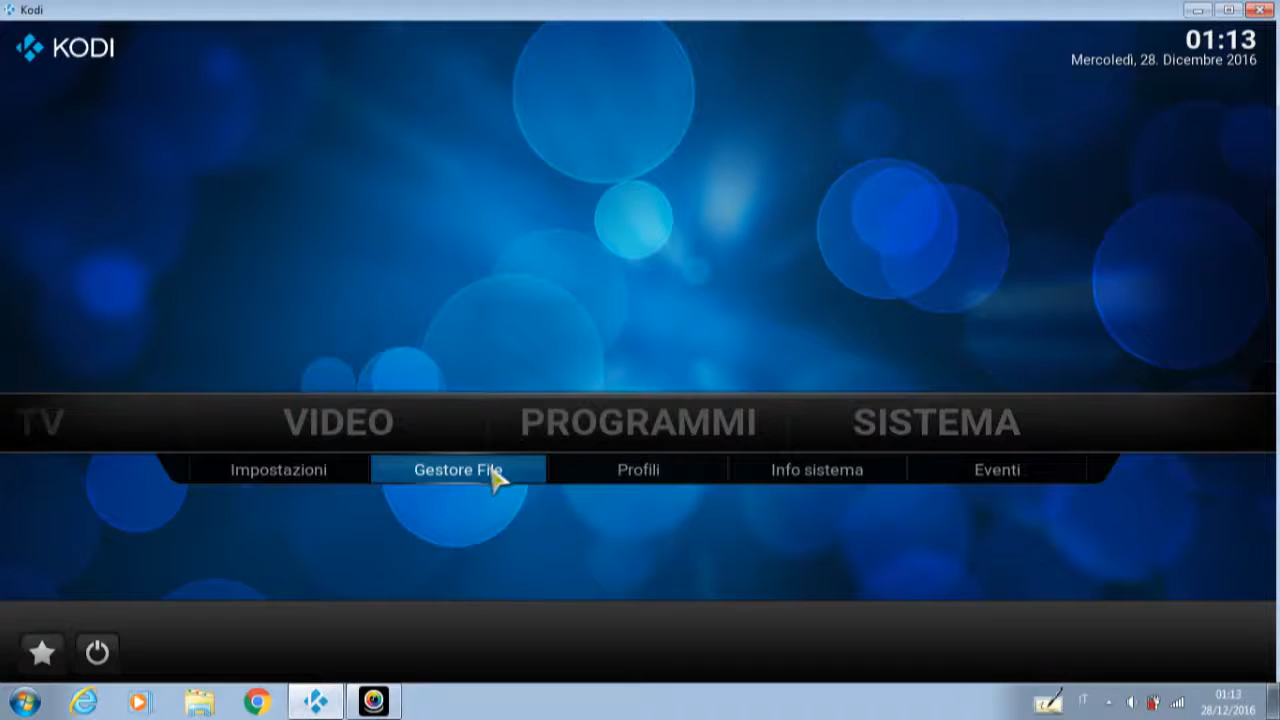 Kodi
KODI
01:13
Mercoledì, 28. Dicembre 2016
TV VIDEO PROGRAMMI SISTEMA
Impostazioni Gestore File Profili Info sistema Eventi
IT
01:13
28/12/2016